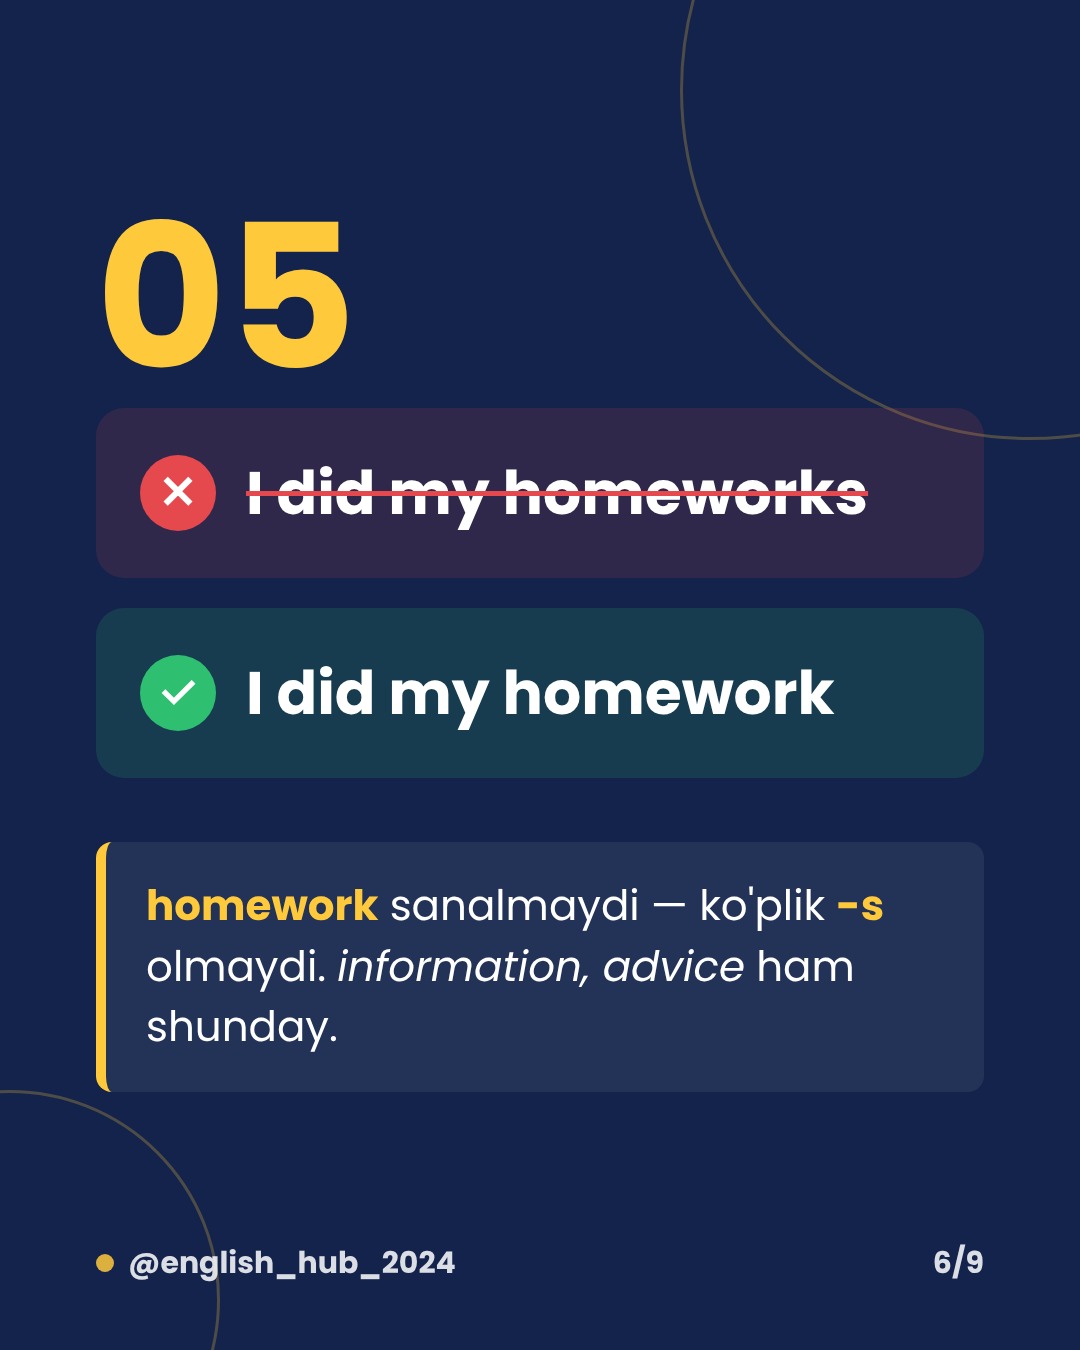 05
I did my homeworks
I did my homework
homework sanalmaydi — ko'plik -s
olmaydi. information, advice ham
shunday.
@english_hub_2024
6/9